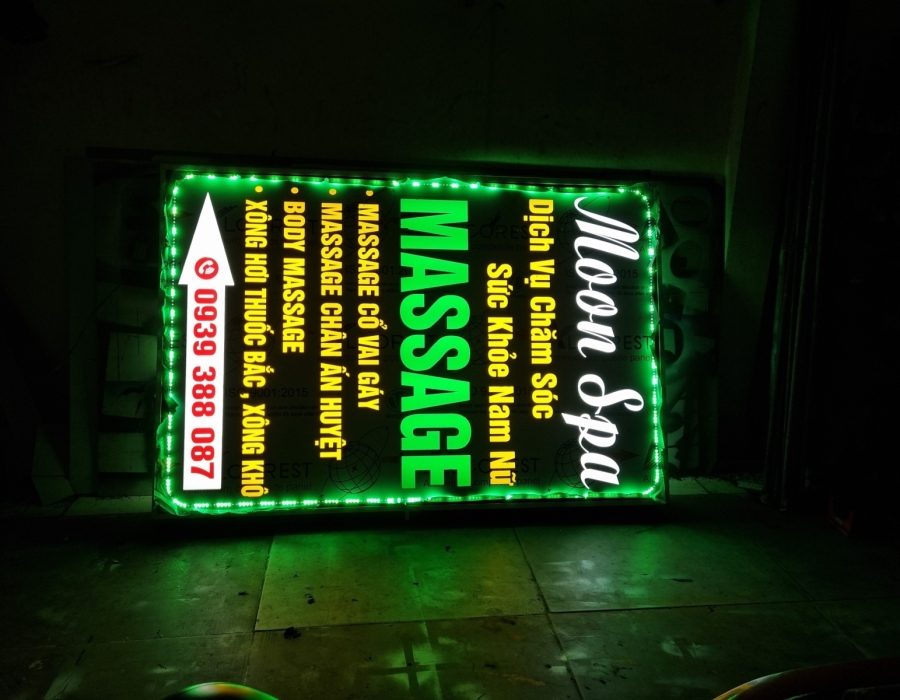 Moon Spa
Dịch Vụ Chăm Sóc
Sức Khỏe Nam Nữ
MASSAGE
• MASSAGE CỔ VAI GÁY
• MASSAGE CHÂN ẤN HUYỆT
• BODY MASSAGE
• XÔNG HƠI THUỐC BẮC, XÔNG KHÔ
0939 388 087